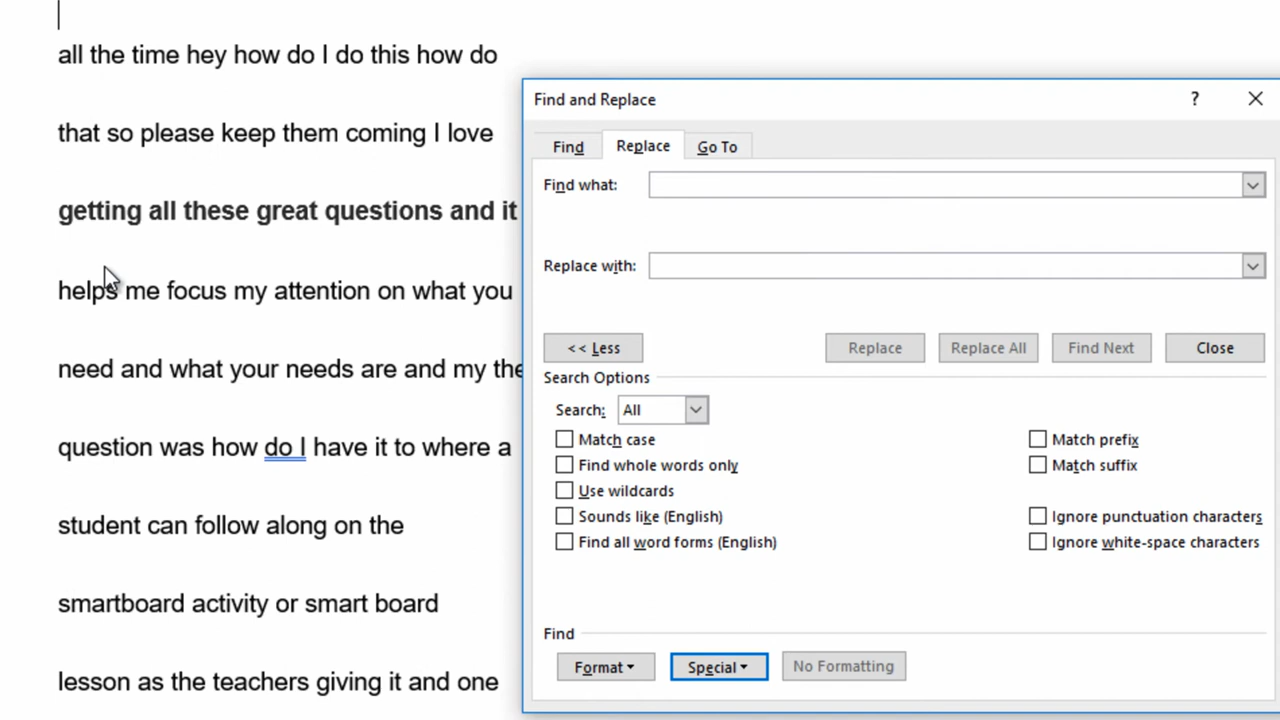 all the time hey how do I do this how do
that so please keep them coming I love
getting all these great questions and it
helps me focus my attention on what you
need and what your needs are and my the
question was how do I have it to where a
student can follow along on the
smartboard activity or smart board
lesson as the teachers giving it and one
Find and Replace
?
Find Replace Go To
Find what:
Replace with:
<< Less Replace Replace All Find Next Close
Search Options
Search: All
Match case Match prefix
Find whole words only Match suffix
Use wildcards
Sounds like (English) Ignore punctuation characters
Find all word forms (English) Ignore white-space characters
Find
Format Special No Formatting